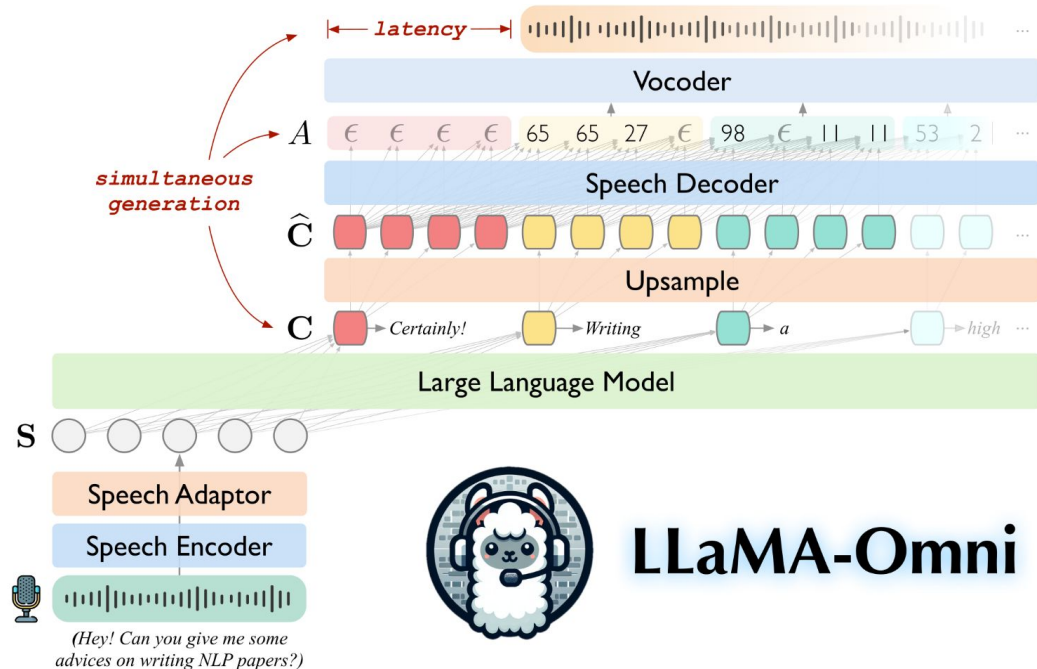 latency
...
Vocoder
A ϵ ϵ ϵ ϵ 65 65 27 ϵ 98 ϵ 11 11 53 2 ...
simultaneous
generation
Speech Decoder
Ĉ ...
Upsample
C Certainly! Writing a high ...
Large Language Model
S
Speech Adaptor
Speech Encoder
LLaMA-Omni
(Hey! Can you give me some
advices on writing NLP papers?)